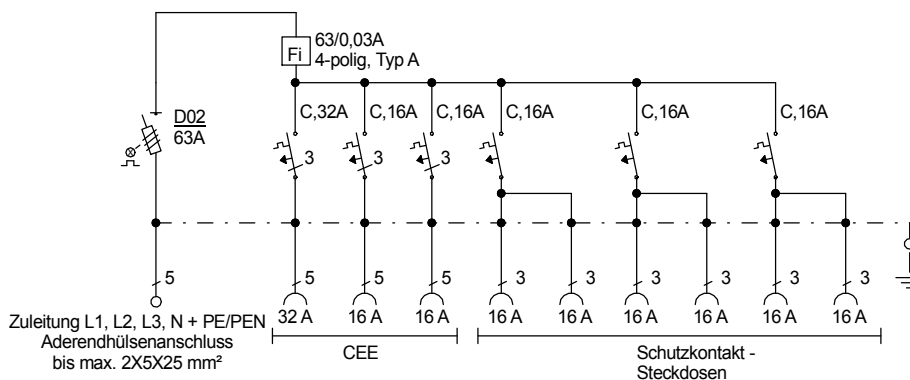 Fi
63/0,03A
4-polig, Typ A
D02
63A
C,32A
C,16A
C,16A
C,16A
C,16A
C,16A
3
3
3
5
5
5
5
3
3
3
3
3
3
32 A
16 A
16 A
16 A
16 A
16 A
16 A
16 A
16 A
Zuleitung L1, L2, L3, N + PE/PEN
Aderendhülsenanschluss
bis max. 2X5X25 mm²
CEE
Schutzkontakt -
Steckdosen